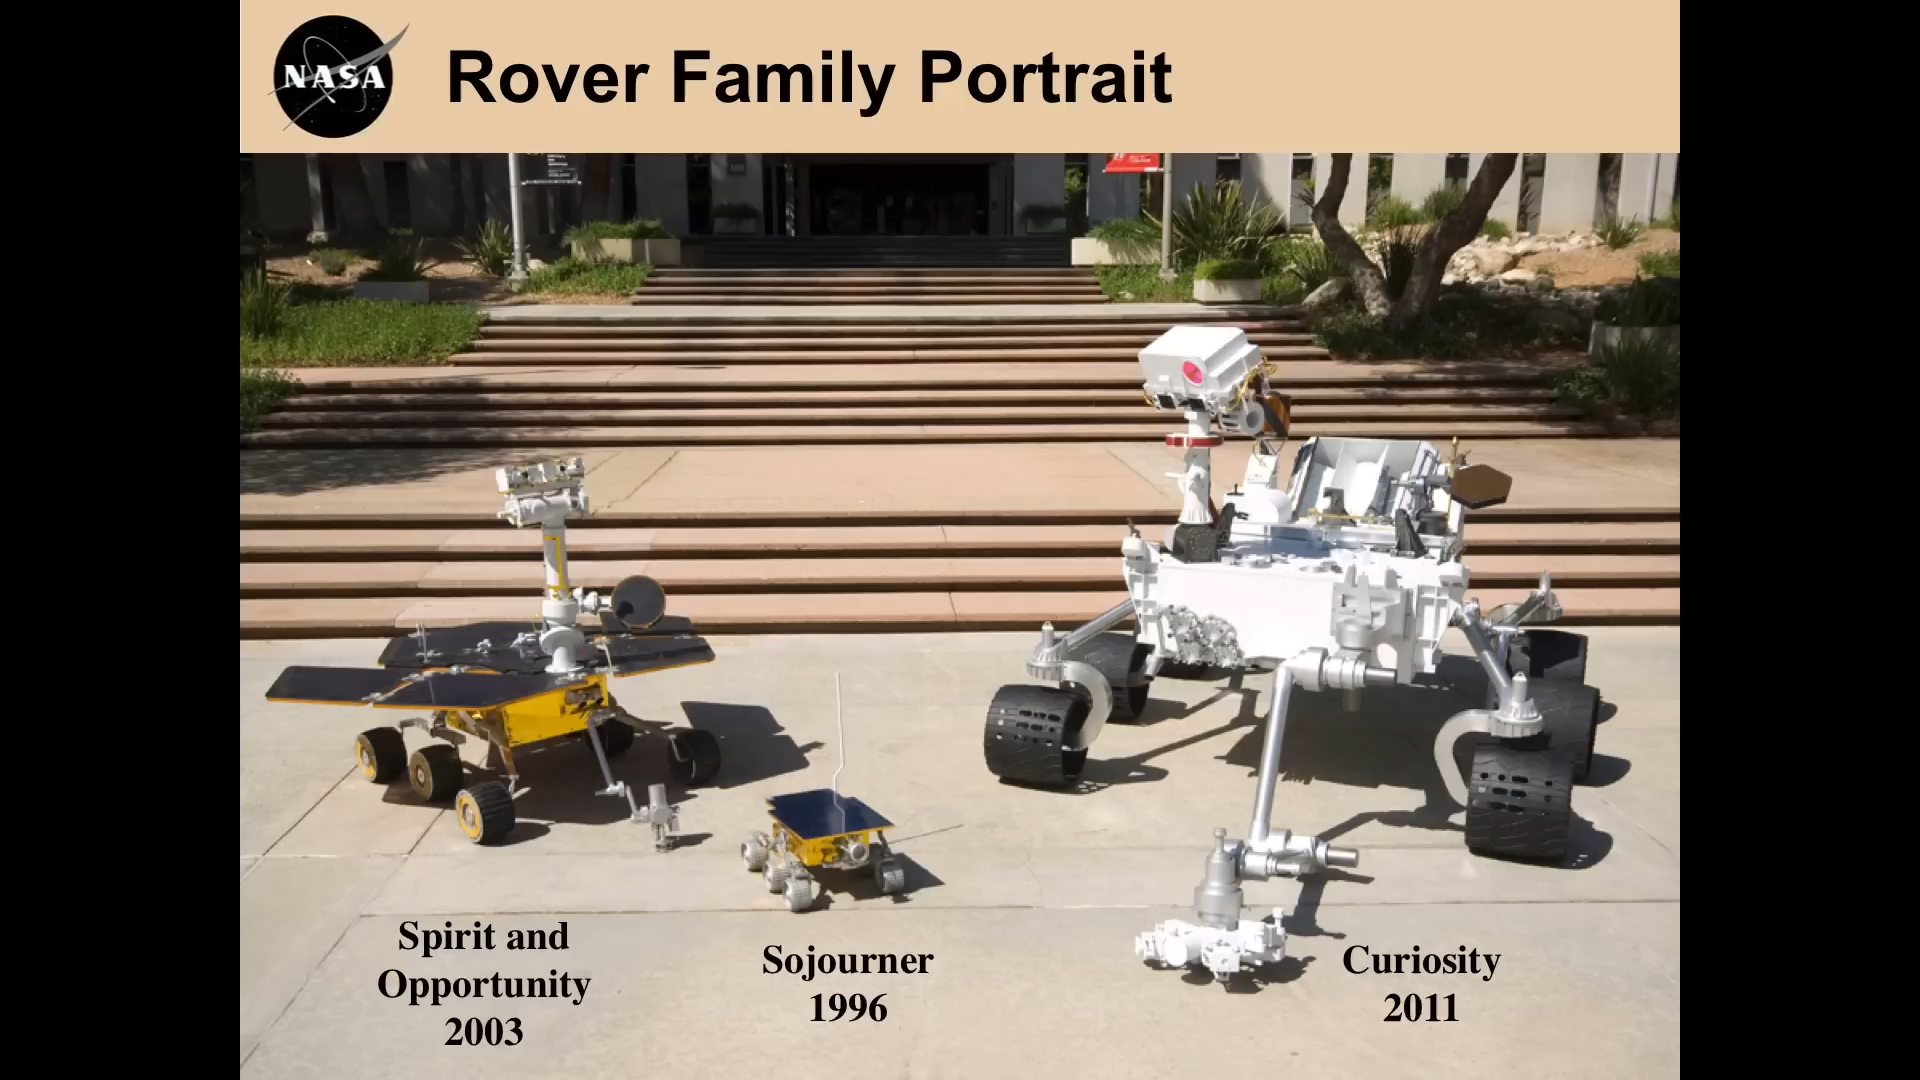 NASA
Rover Family Portrait
Spirit and
Opportunity
2003
Sojourner
1996
Curiosity
2011